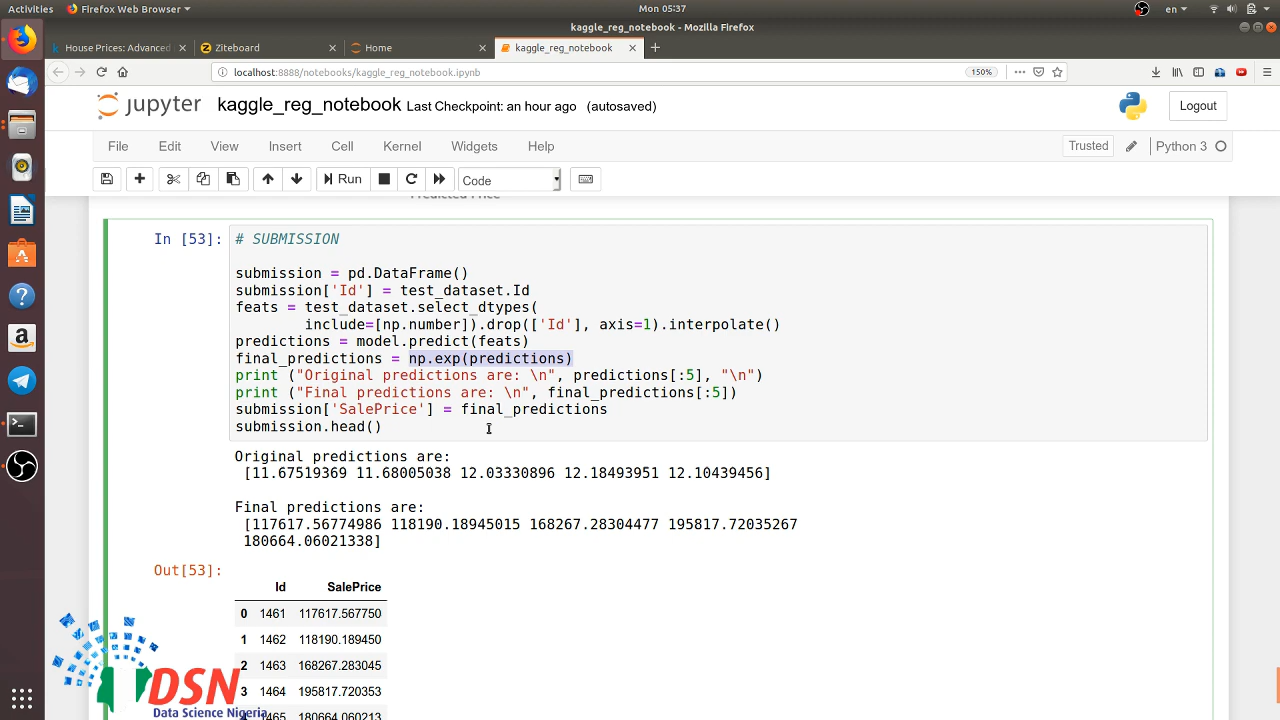 Activities Firefox Web Browser Mon 05:37 en
kaggle_reg_notebook - Mozilla Firefox
House Prices: Advanced Ziteboard Home kaggle_reg_notebook
localhost:8888/notebooks/kaggle_reg_notebook.ipynb 150%
jupyter kaggle_reg_notebook Last Checkpoint: an hour ago (autosaved) Logout
File Edit View Insert Cell Kernel Widgets Help Trusted Python 3
Run Code
Predicted Price
In [53]: # SUBMISSION
submission = pd.DataFrame()
submission['Id'] = test_dataset.Id
feats = test_dataset.select_dtypes(
include=[np.number]).drop(['Id'], axis=1).interpolate()
predictions = model.predict(feats)
final_predictions = np.exp(predictions)
print ("Original predictions are: \n", predictions[:5], "\n")
print ("Final predictions are: \n", final_predictions[:5])
submission['SalePrice'] = final_predictions
submission.head()
Original predictions are:
[11.67519369 11.68005038 12.03330896 12.18493951 12.10439456]
Final predictions are:
[117617.56774986 118190.18945015 168267.28304477 195817.72035267
180664.06021338]
Out[53]:
Id SalePrice
0 1461 117617.567750
1 1462 118190.189450
2 1463 168267.283045
3 1464 195817.720353
4 1465 180664.060213
DSN
Data Science Nigeria